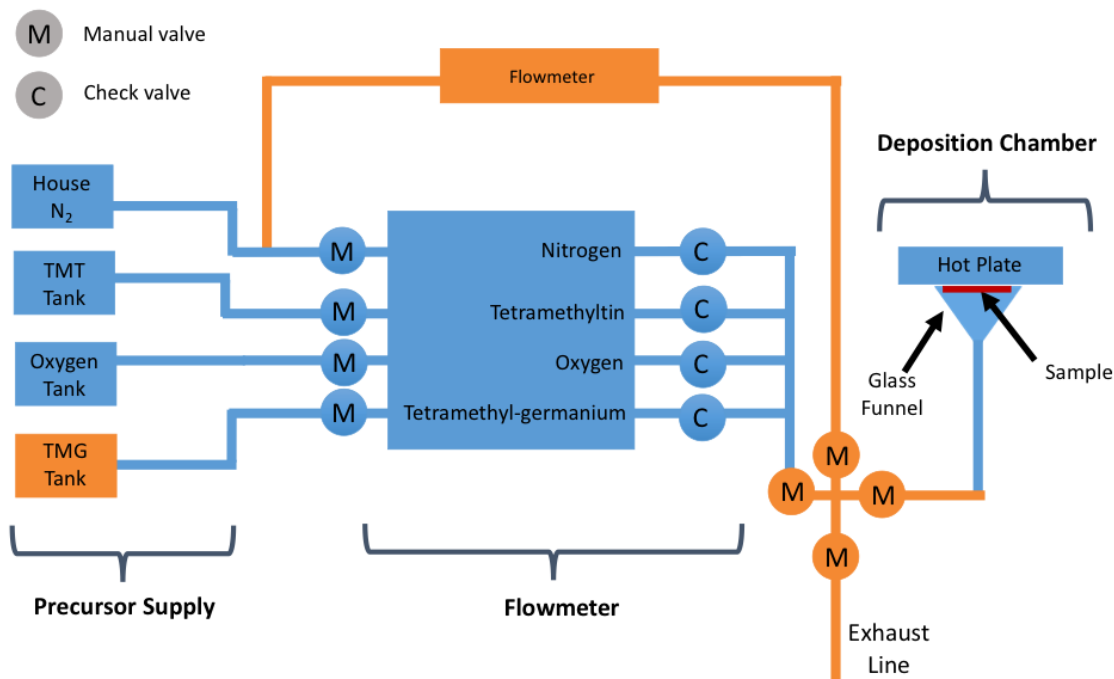 M
Manual valve
C
Check valve
Flowmeter
Deposition Chamber
House
N₂
TMT
Tank
Oxygen
Tank
TMG
Tank
M
M
M
M
Nitrogen
Tetramethyltin
Oxygen
Tetramethyl-germanium
C
C
C
C
Hot Plate
Glass
Funnel
Sample
M
M
M
M
Precursor Supply
Flowmeter
Exhaust
Line